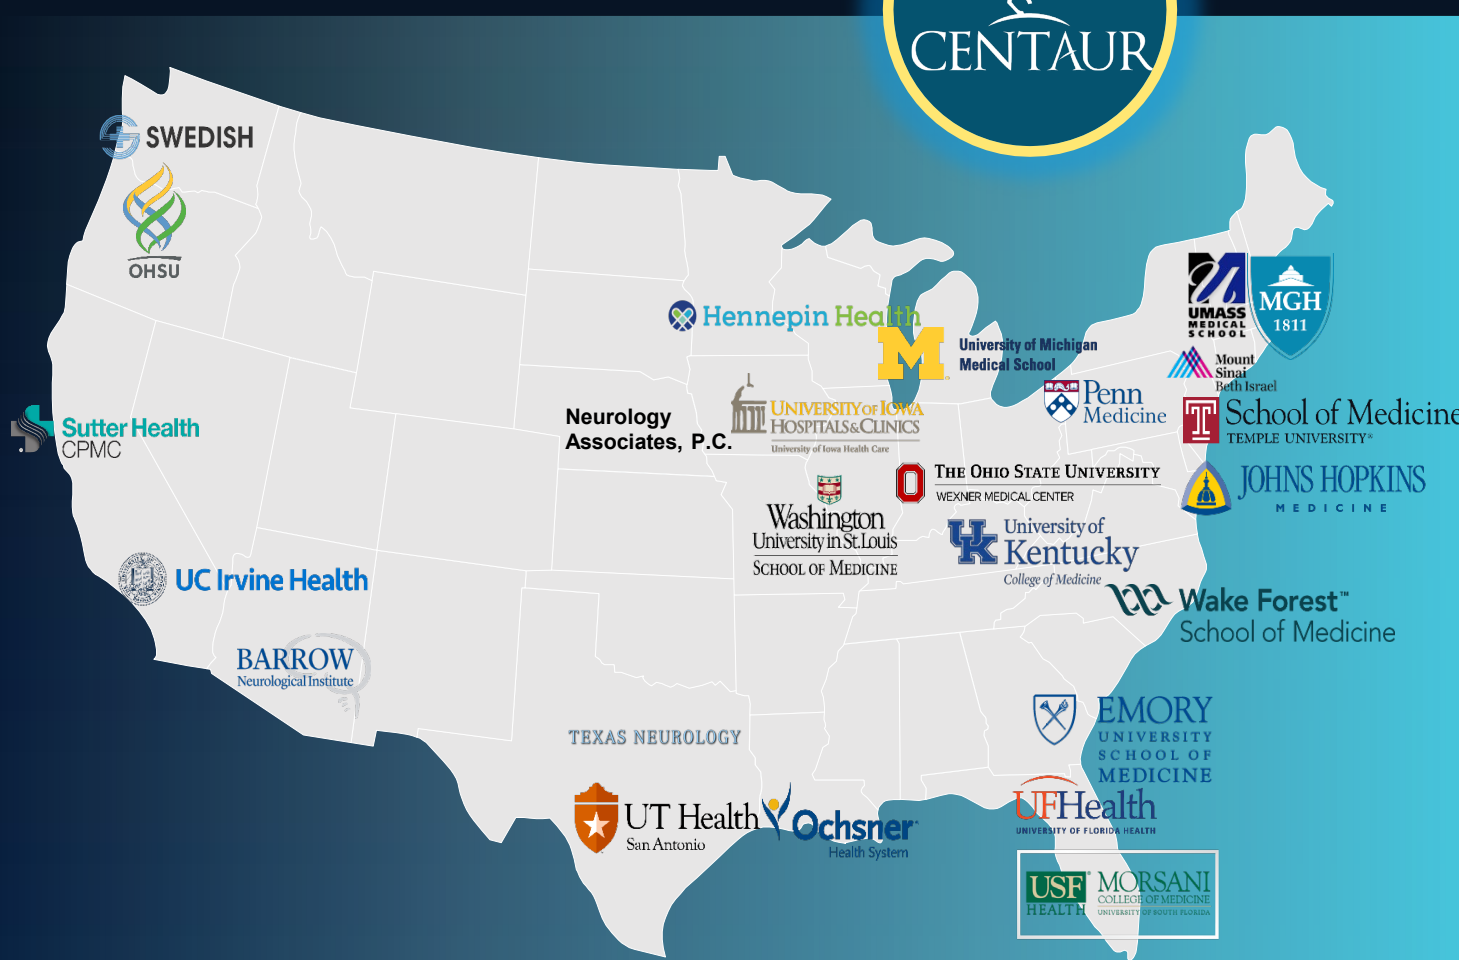 CENTAUR
SWEDISH
OHSU
UMASS
MEDICAL
SCHOOL
MGH
1811
Hennepin Health
University of Michigan
Medical School
Mount
Sinai
Beth Israel
Penn
Medicine
School of Medicine
TEMPLE UNIVERSITY®
Sutter Health
CPMC
Neurology
Associates, P.C.
UNIVERSITY OF IOWA
HOSPITALS&CLINICS
University of Iowa Health Care
THE OHIO STATE UNIVERSITY
WEXNER MEDICAL CENTER
JOHNS HOPKINS
MEDICINE
Washington
University in St. Louis
SCHOOL OF MEDICINE
UK
University of
Kentucky
College of Medicine
UC Irvine Health
Wake Forest™
School of Medicine
BARROW
Neurological Institute
EMORY
UNIVERSITY
SCHOOL OF
MEDICINE
TEXAS NEUROLOGY
UT Health
San Antonio
Ochsner
Health System
UFHealth
UNIVERSITY OF FLORIDA HEALTH
USF
HEALTH
MORSANI
COLLEGE OF MEDICINE
UNIVERSITY OF SOUTH FLORIDA